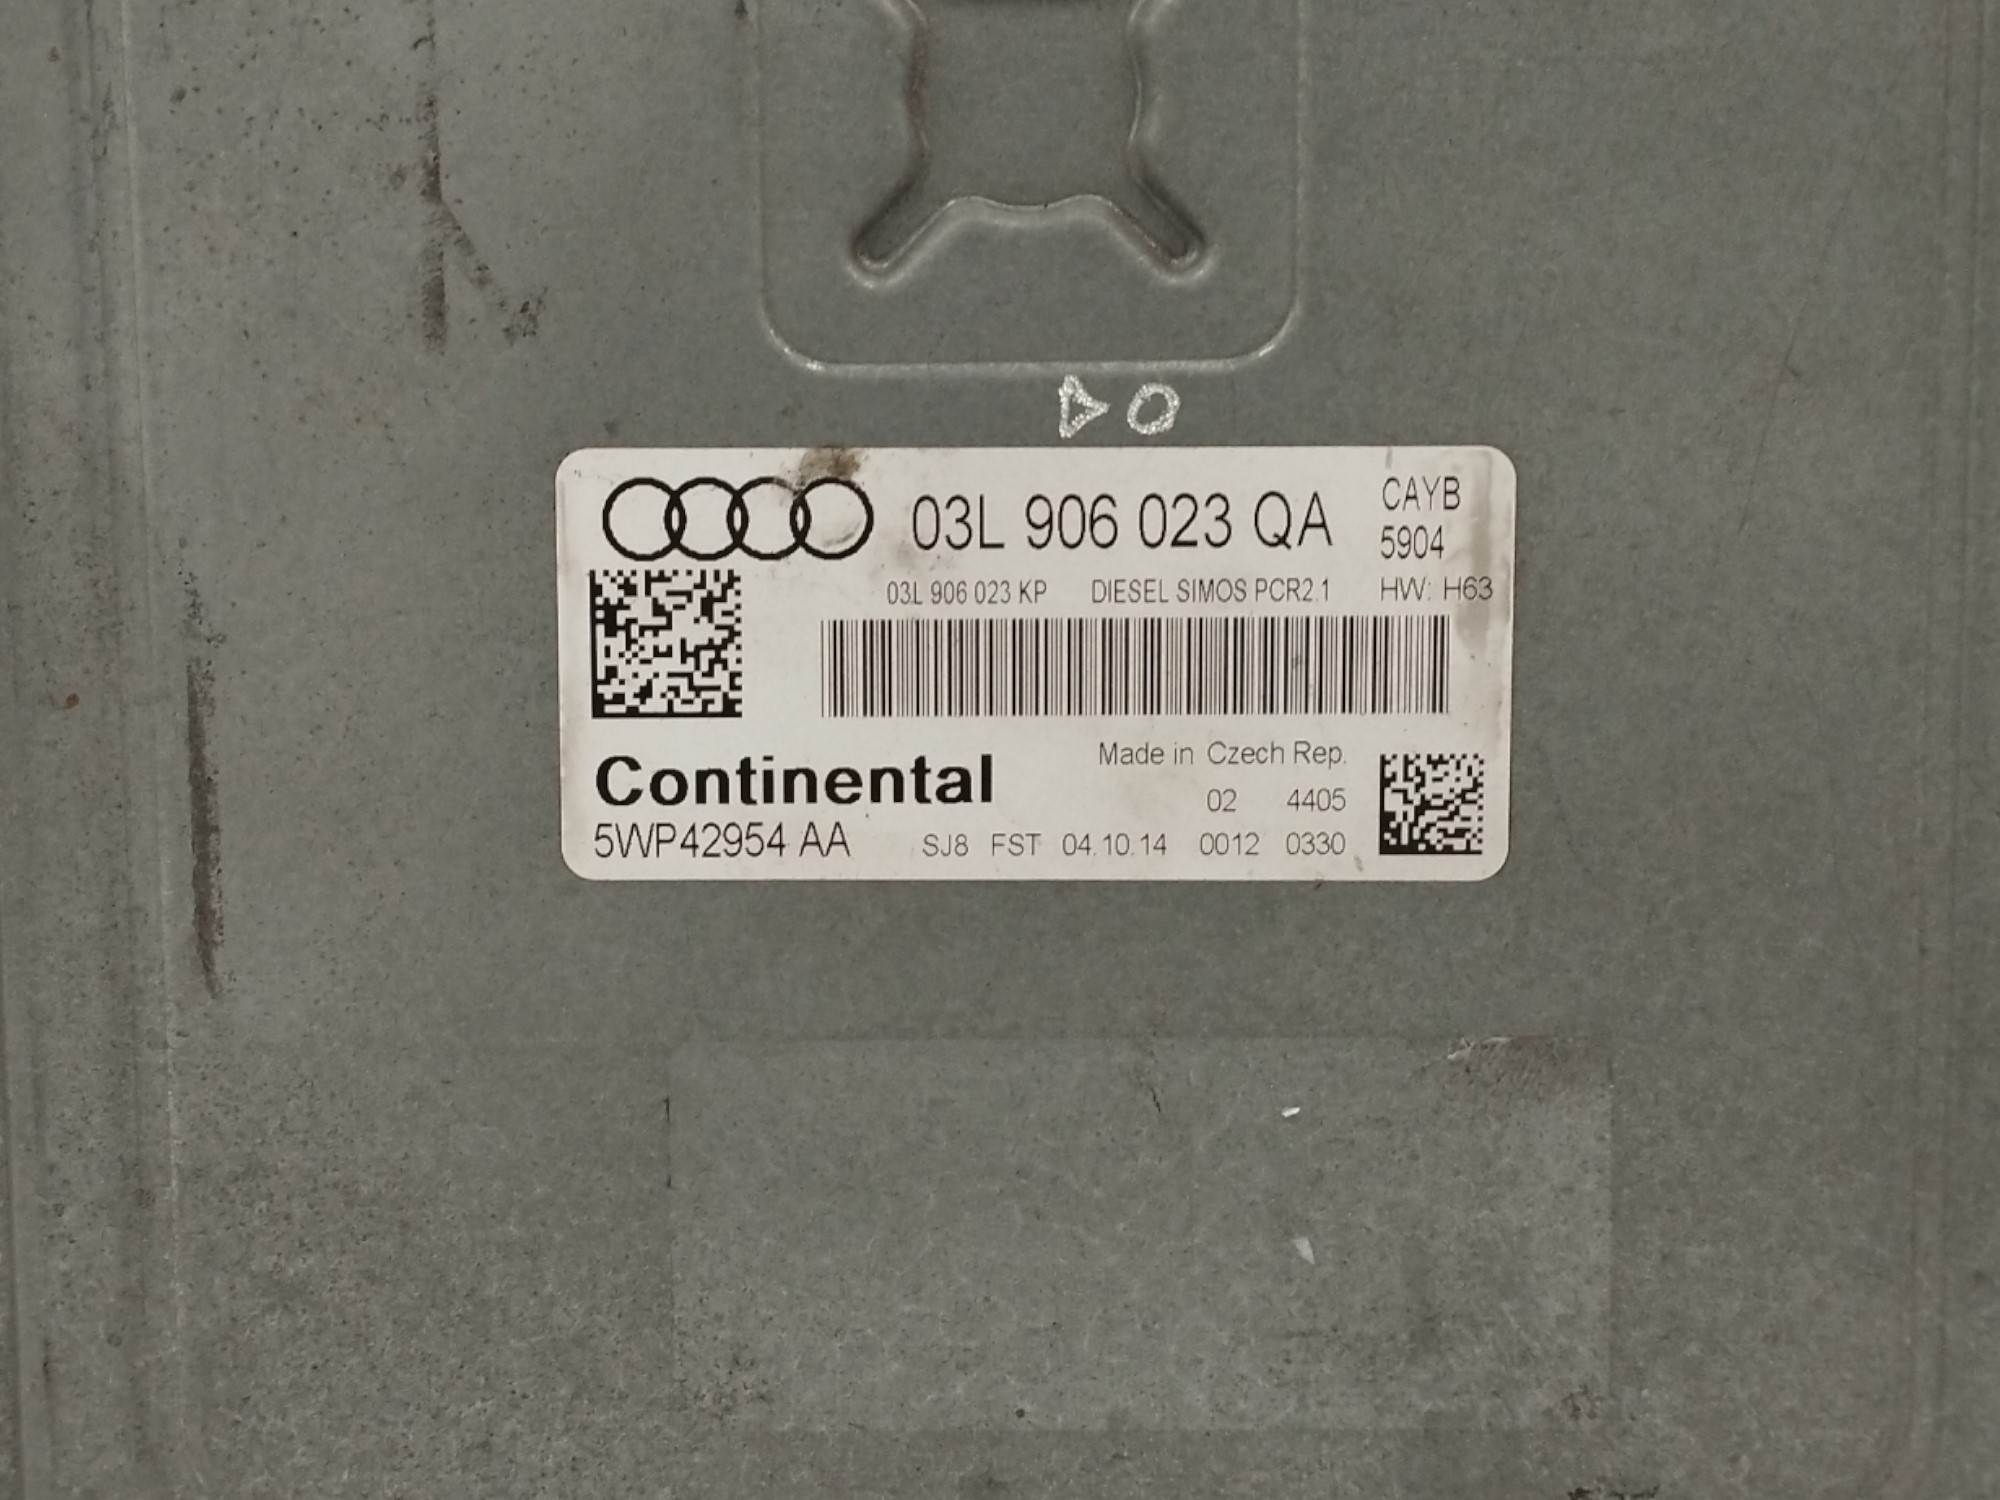 DO
03L 906 023 QA
CAYB
5904
03L 906 023 KP DIESEL SIMOS PCR2.1 HW: H63
Continental
Made in Czech Rep.
02 4405
5WP42954 AA
SJ8 FST 04.10.14 0012 0330